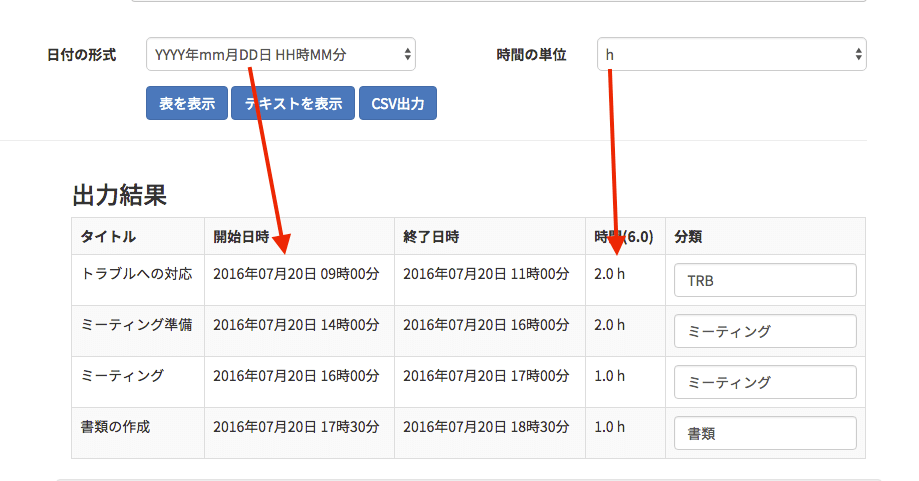 日付の形式 YYYY年mm月DD日 HH時MM分 時間の単位 h
表を表示 テキストを表示 CSV出力
出力結果
タイトル 開始日時 終了日時 時間(6.0) 分類
トラブルへの対応 2016年07月20日 09時00分 2016年07月20日 11時00分 2.0 h TRB
ミーティング準備 2016年07月20日 14時00分 2016年07月20日 16時00分 2.0 h ミーティング
ミーティング 2016年07月20日 16時00分 2016年07月20日 17時00分 1.0 h ミーティング
書類の作成 2016年07月20日 17時30分 2016年07月20日 18時30分 1.0 h 書類